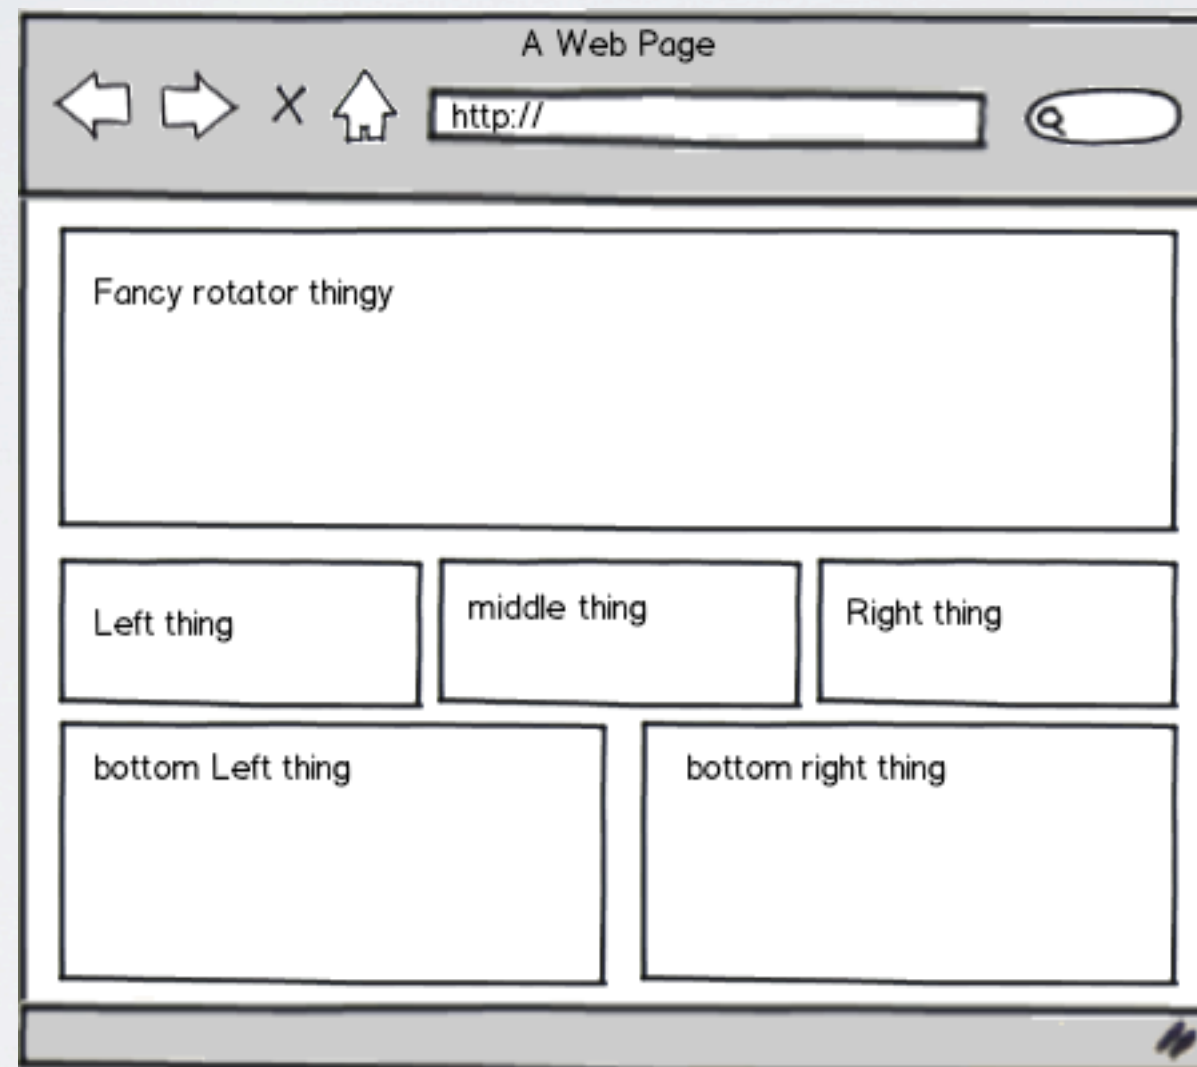 A Web Page
http://
Fancy rotator thingy
Left thing
middle thing
Right thing
bottom Left thing
bottom right thing